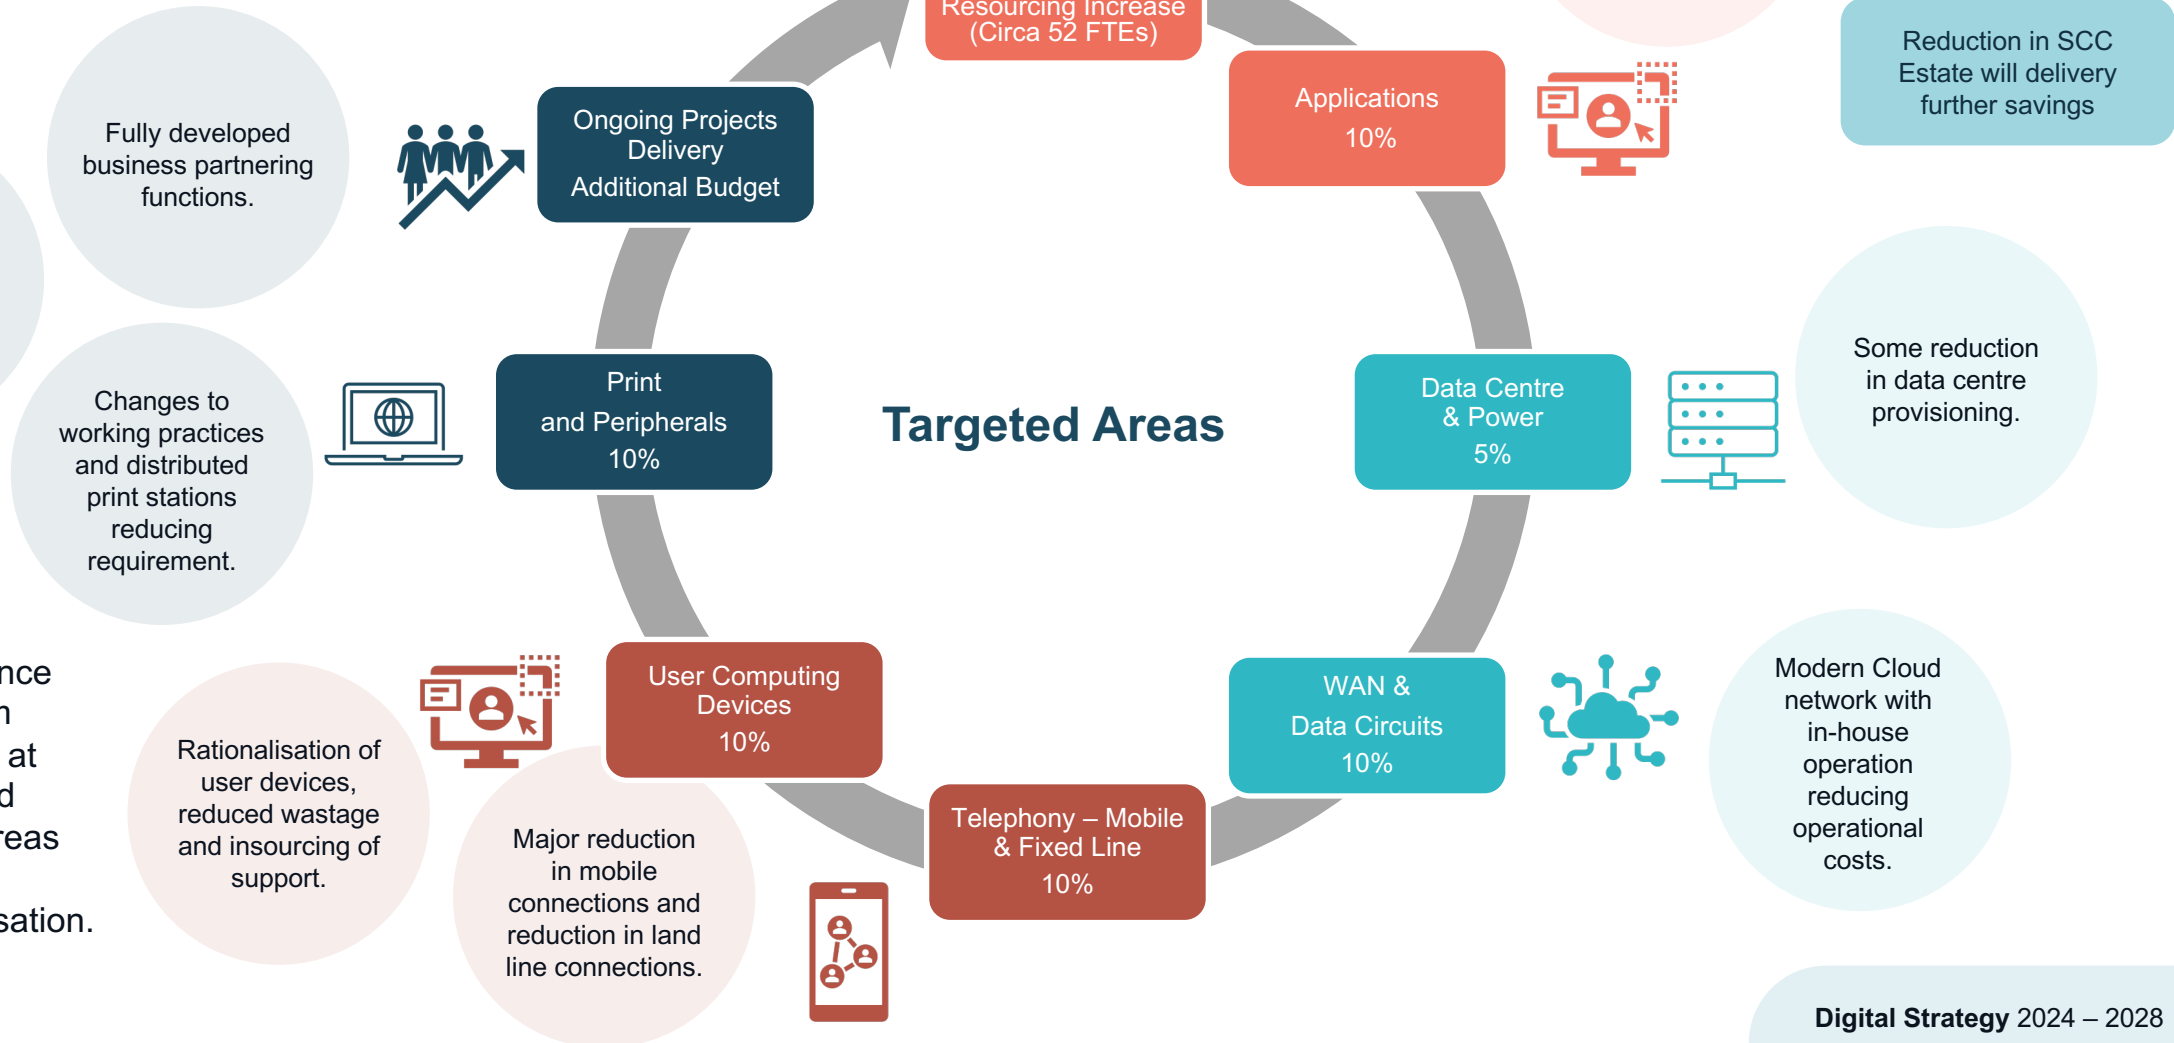 Resourcing Increase
(Circa 52 FTEs)
Applications
10%
Reduction in SCC
Estate will delivery
further savings
Fully developed
business partnering
functions.
Ongoing Projects
Delivery
Additional Budget
Targeted Areas
Data Centre
& Power
5%
Some reduction
in data centre
provisioning.
Changes to
working practices
and distributed
print stations
reducing
requirement.
Print
and Peripherals
10%
WAN &
Data Circuits
10%
Modern Cloud
network with
in-house
operation
reducing
operational
costs.
User Computing
Devices
10%
Rationalisation of
user devices,
reduced wastage
and insourcing of
support.
Telephony – Mobile
& Fixed Line
10%
Major reduction
in mobile
connections and
reduction in land
line connections.
at
Digital Strategy 2024 – 2028